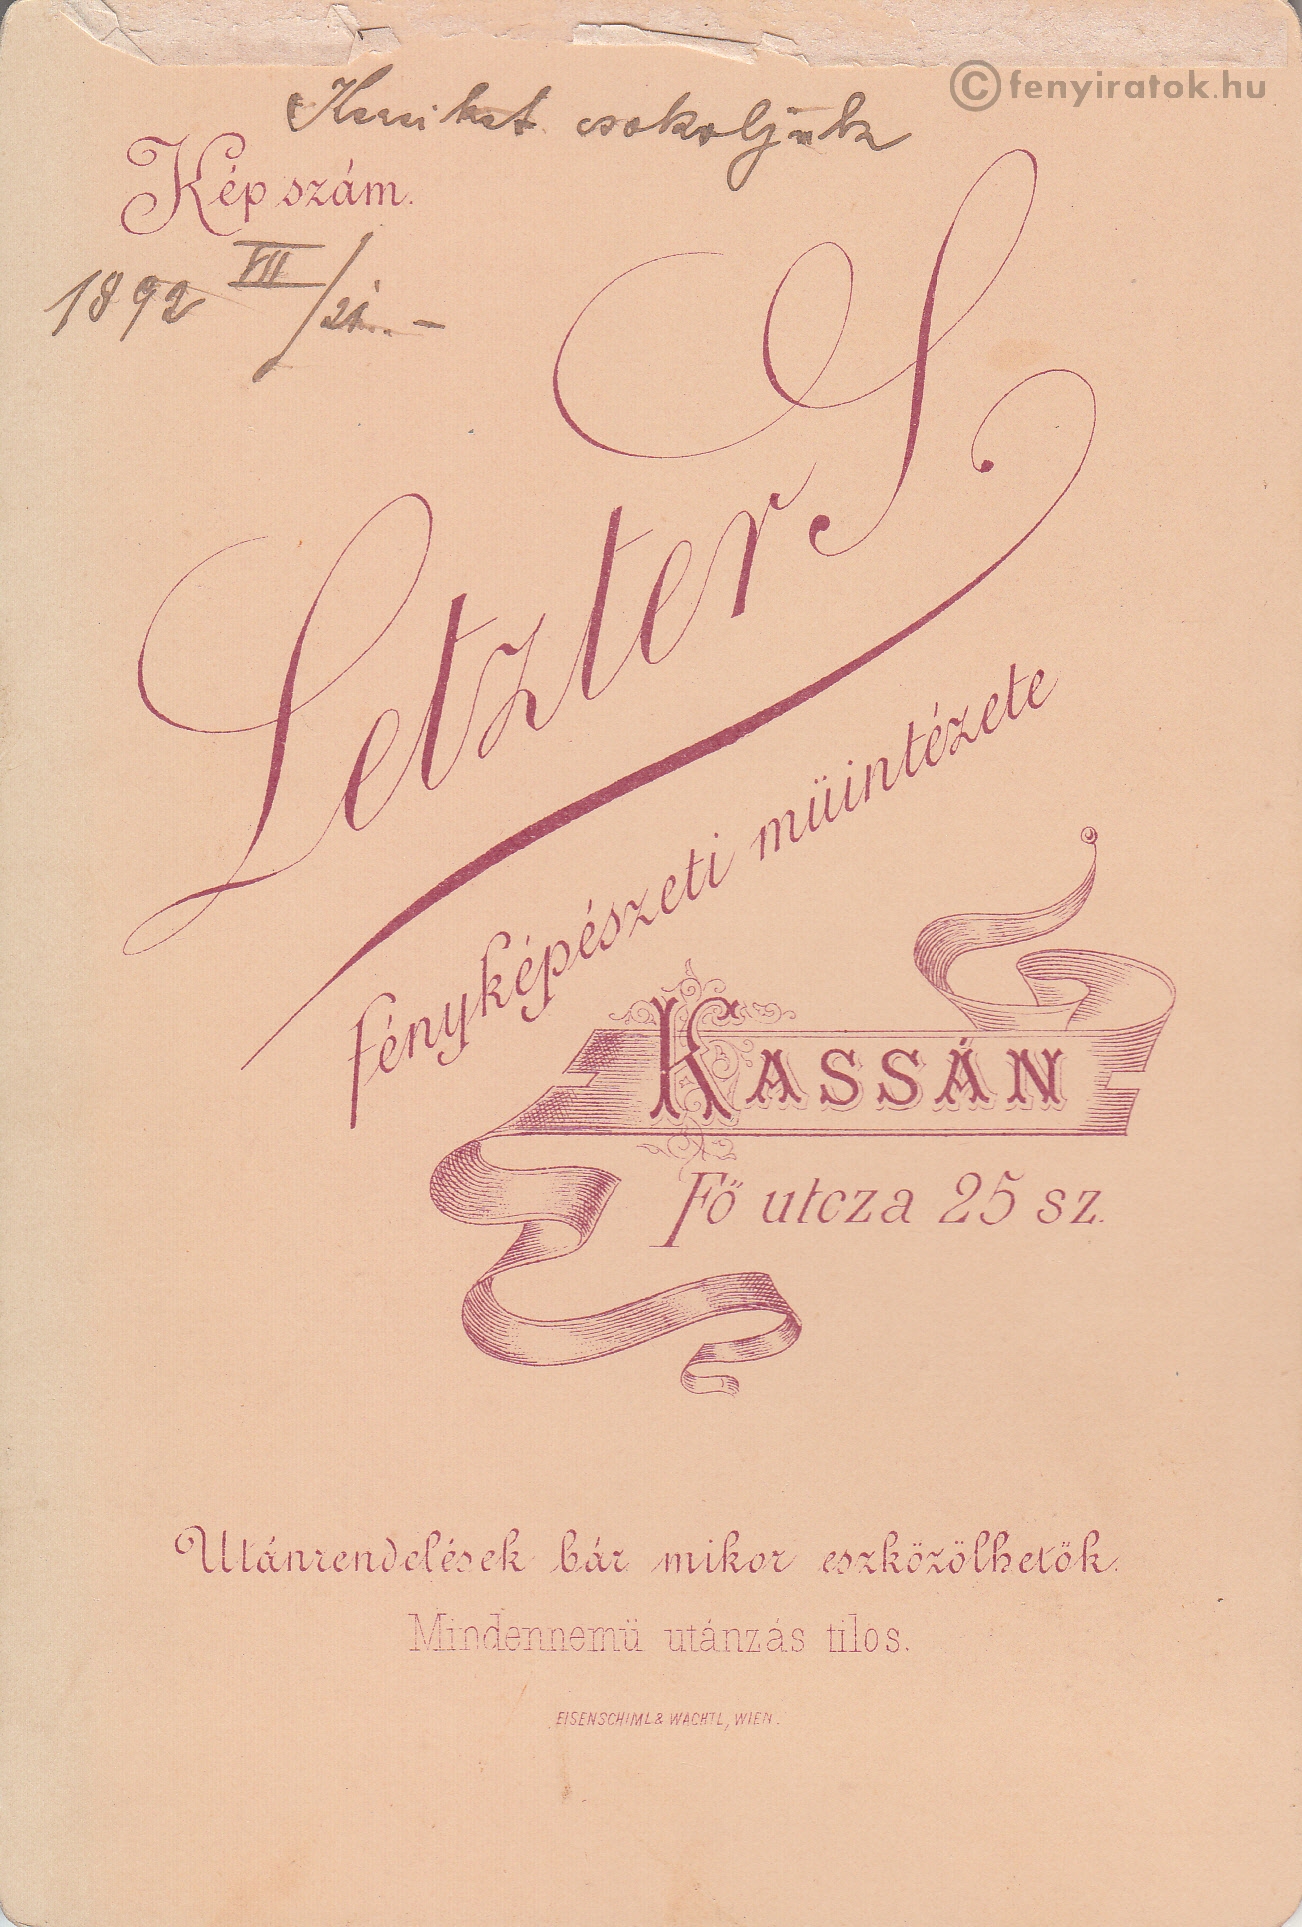 ©fenyiratok.hu
csokoljuk
Kép szám.
1892 VII/21. -
Letzter S.
fényképészeti müintézete
KASSÁN
Fő utcza 25 sz.
Utánrendelések bár mikor eszközölhetők.
Mindennemü utánzás tilos.
EISENSCHIML & WACHTL, WIEN.